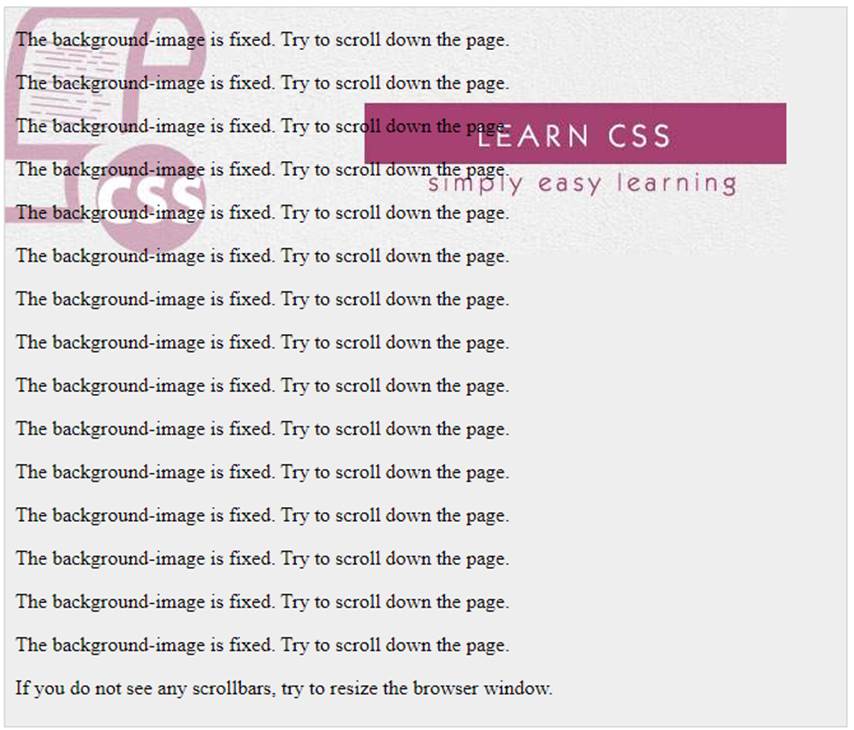 The background-image is fixed. Try to scroll down the page.
The background-image is fixed. Try to scroll down the page.
The background-image is fixed. Try to scroll down the page.
LEARN CSS
The background-image is fixed. Try to scroll down the page.
simply easy learning
CSS
The background-image is fixed. Try to scroll down the page.
The background-image is fixed. Try to scroll down the page.
The background-image is fixed. Try to scroll down the page.
The background-image is fixed. Try to scroll down the page.
The background-image is fixed. Try to scroll down the page.
The background-image is fixed. Try to scroll down the page.
The background-image is fixed. Try to scroll down the page.
The background-image is fixed. Try to scroll down the page.
The background-image is fixed. Try to scroll down the page.
The background-image is fixed. Try to scroll down the page.
The background-image is fixed. Try to scroll down the page.
If you do not see any scrollbars, try to resize the browser window.